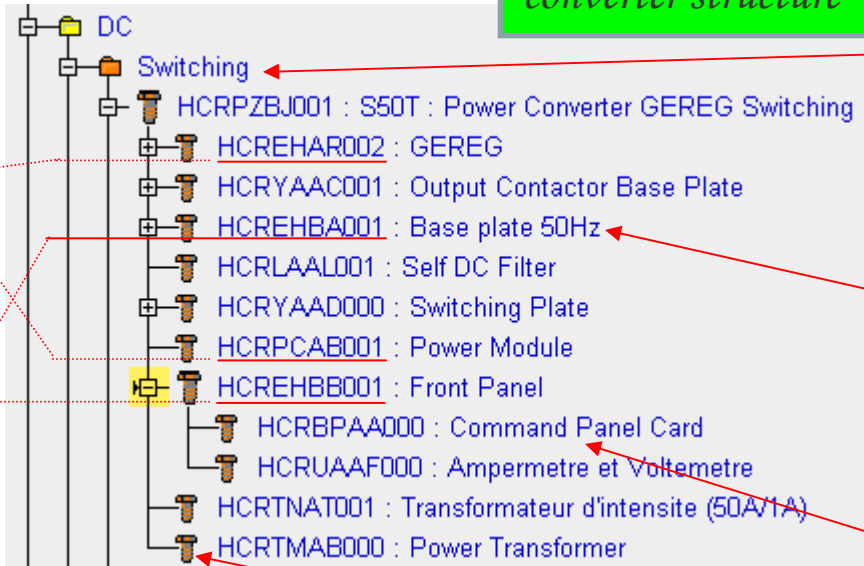 converter structure
DC
Switching
HCRPZBJ001 : S50T : Power Converter GEREG Switching
HCREHAR002 : GEREG
HCRYAAC001 : Output Contactor Base Plate
HCREHBA001 : Base plate 50Hz
HCRLAAL001 : Self DC Filter
HCRYAAD000 : Switching Plate
HCRPCAB001 : Power Module
HCREHBB001 : Front Panel
HCRBPAA000 : Command Panel Card
HCRUAAF000 : Ampermetre et Voltemetre
HCRTNAT001 : Transformateur d'intensite (50A/1A)
HCRTMAB000 : Power Transformer